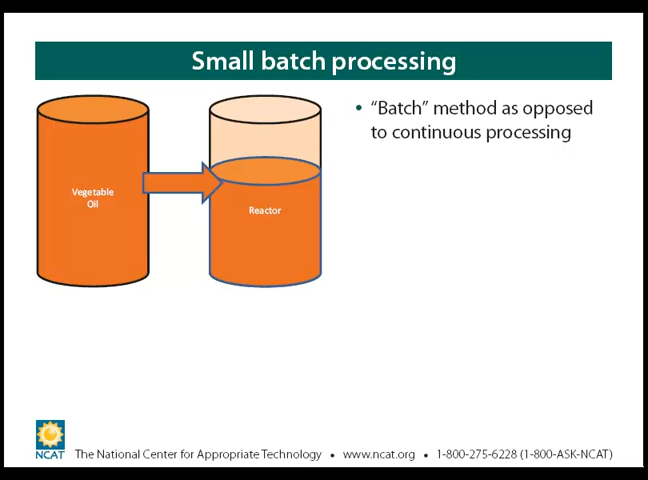 Small batch processing
Vegetable
Oil
Reactor
• “Batch” method as opposed
to continuous processing
NCAT
The National Center for Appropriate Technology • www.ncat.org • 1-800-275-6228 (1-800-ASK-NCAT)